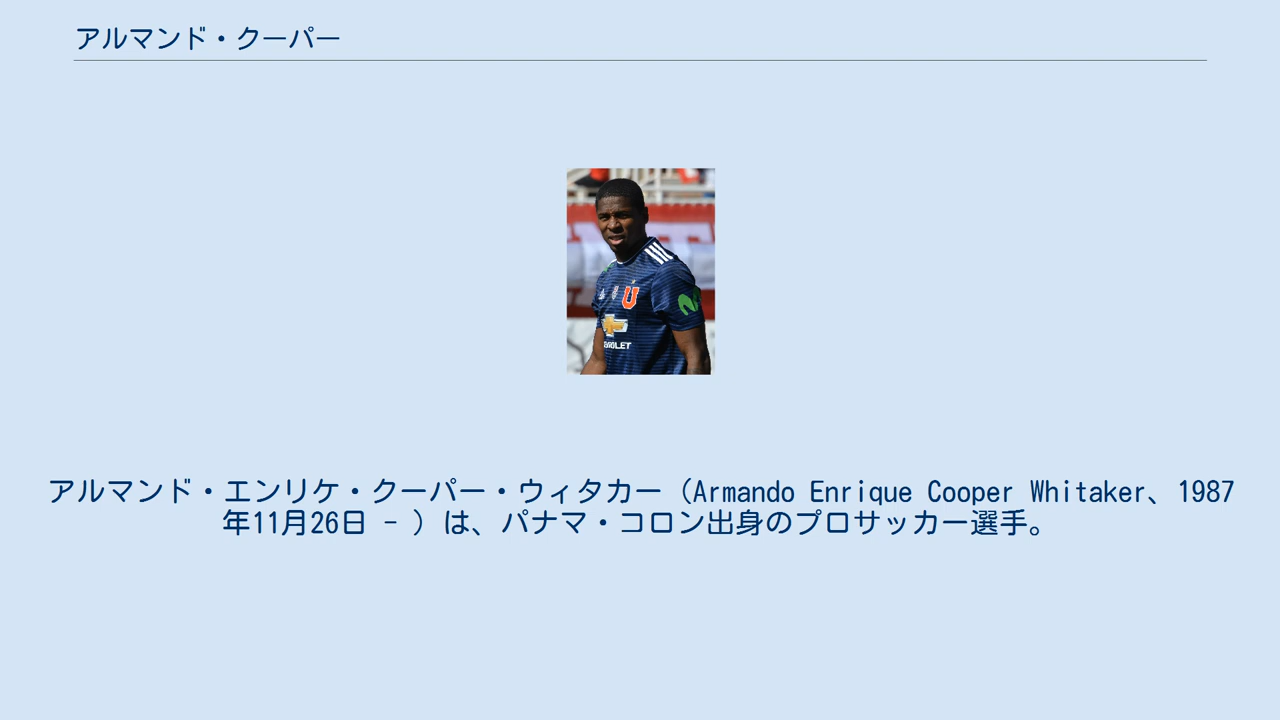 アルマンド・クーパー
U
CHEVROLET
アルマンド・エンリケ・クーパー・ウィタカー（Armando Enrique Cooper Whitaker、1987
年11月26日 - ）は、パナマ・コロン出身のプロサッカー選手。